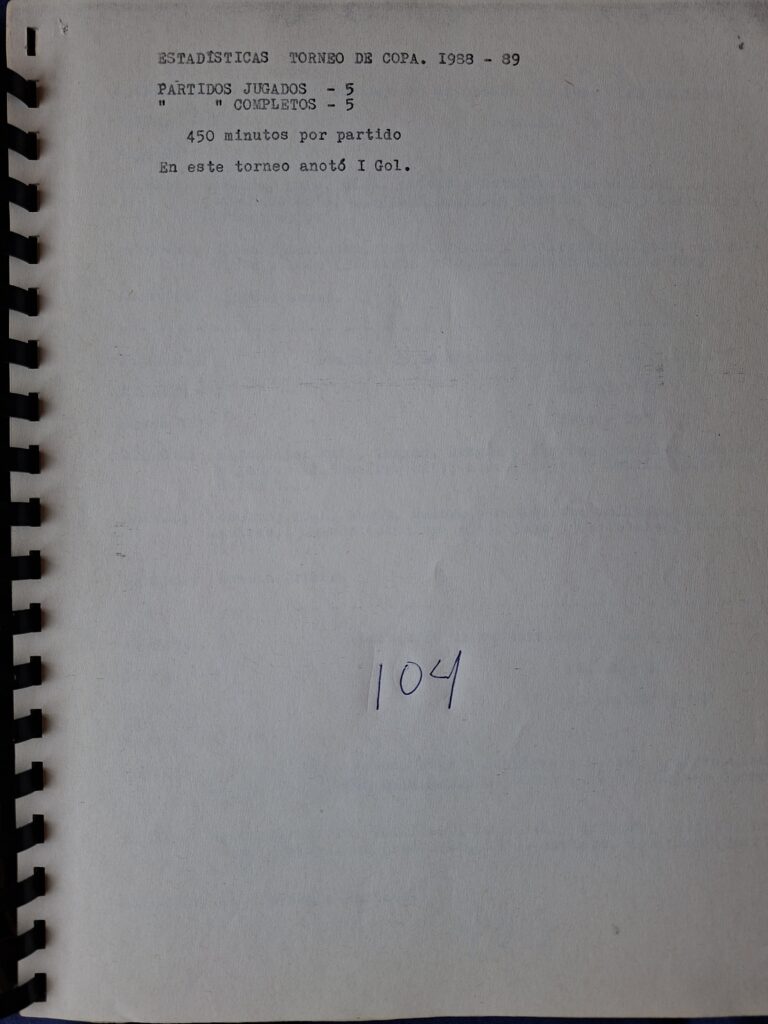 ESTADÍSTICAS TORNEO DE COPA. I988 - 89
PARTIDOS JUGADOS - 5
" " COMPLETOS - 5
450 minutos por partido
En este torneo anotó I Gol.
104